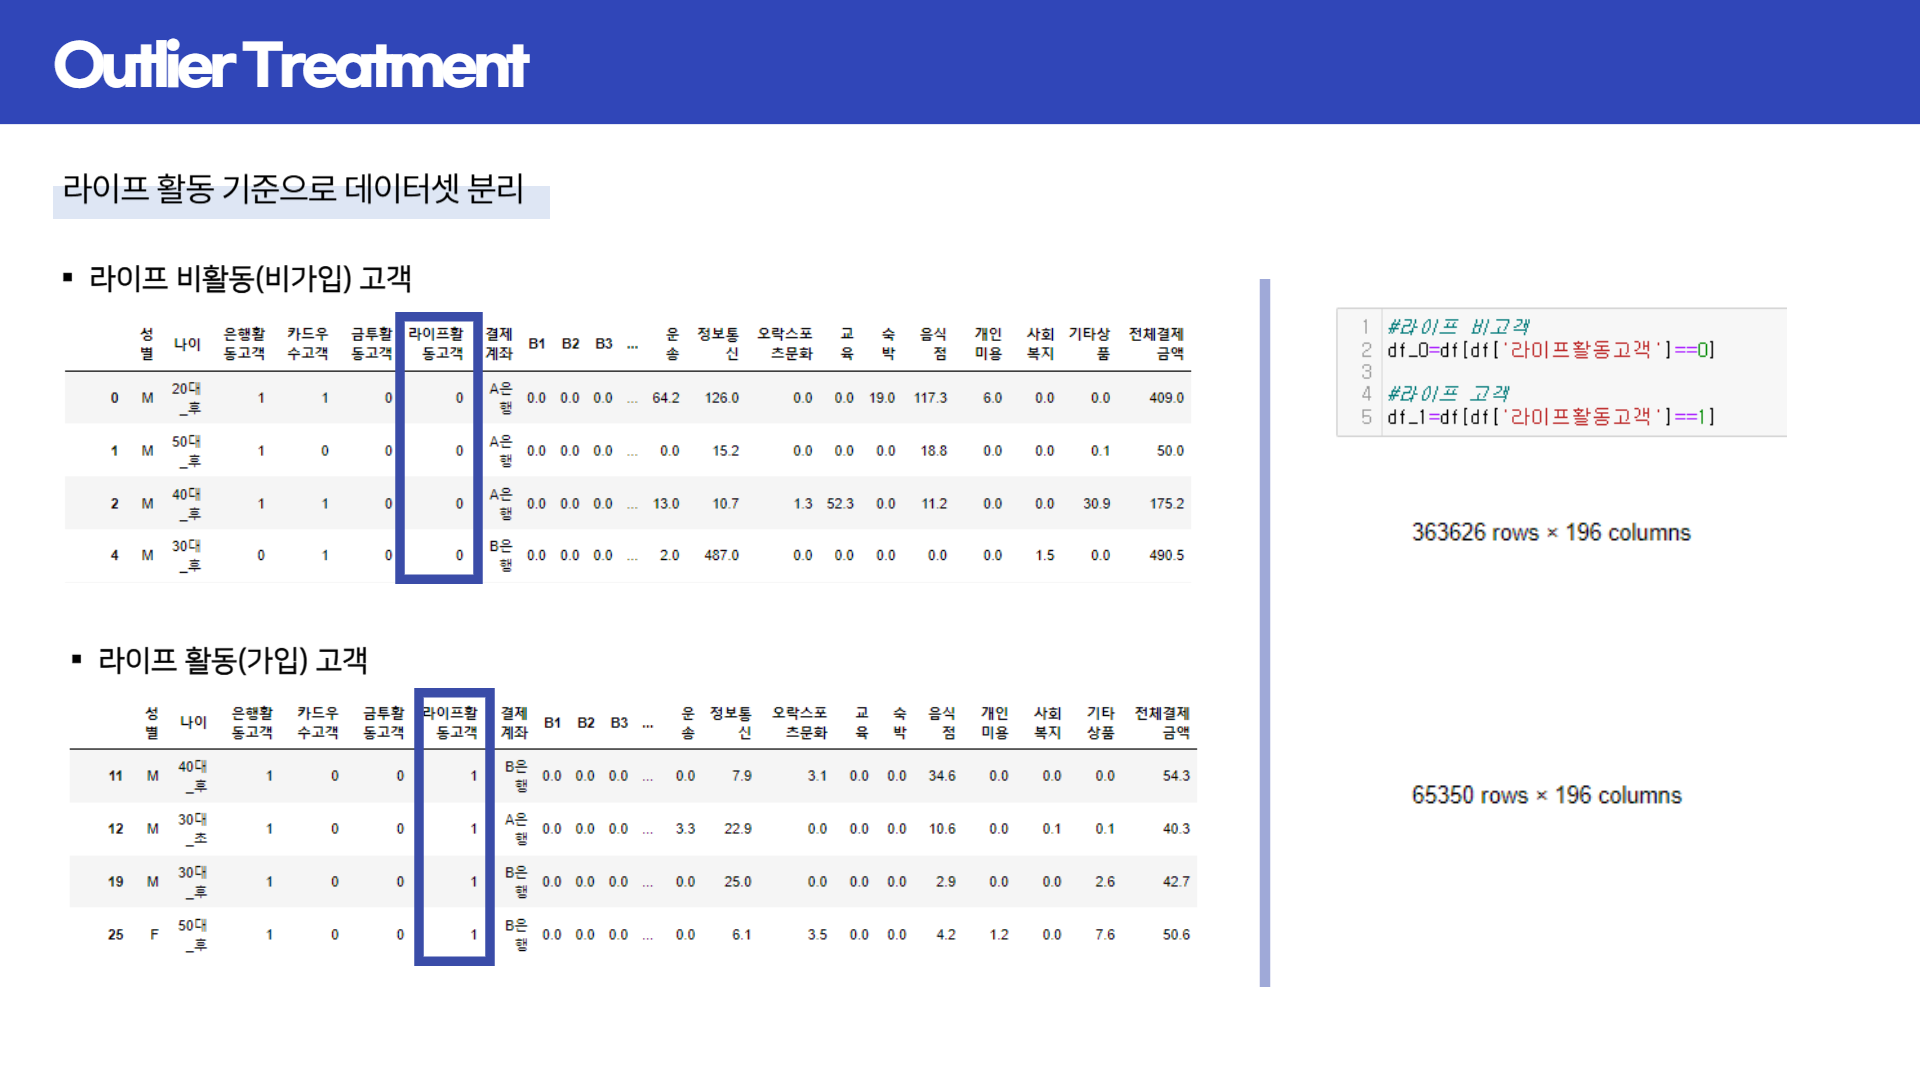 Outlier Treatment
라이프 활동 기준으로 데이터셋 분리
▪ 라이프 비활동(비가입) 고객
성별 나이 은행활동고객 카드우수고객 금투활동고객 라이프활동고객 결제계좌 B1 B2 B3 ... 운송 정보통신 오락스포츠문화 교육 숙박 음식점 개인미용 사회복지 기타상품 전체결제금액
0 M 20대_후 1 1 0 0 A은행 0.0 0.0 0.0 ... 64.2 126.0 0.0 0.0 19.0 117.3 6.0 0.0 0.0 409.0
1 M 50대_후 1 0 0 0 A은행 0.0 0.0 0.0 ... 0.0 15.2 0.0 0.0 0.0 18.8 0.0 0.0 0.1 50.0
2 M 40대_후 1 1 0 0 A은행 0.0 0.0 0.0 ... 13.0 10.7 1.3 52.3 0.0 11.2 0.0 0.0 30.9 175.2
4 M 30대_후 0 1 0 0 B은행 0.0 0.0 0.0 ... 2.0 487.0 0.0 0.0 0.0 0.0 0.0 1.5 0.0 490.5
▪ 라이프 활동(가입) 고객
성별 나이 은행활동고객 카드우수고객 금투활동고객 라이프활동고객 결제계좌 B1 B2 B3 ... 운송 정보통신 오락스포츠문화 교육 숙박 음식점 개인미용 사회복지 기타상품 전체결제금액
11 M 40대_후 1 0 0 1 B은행 0.0 0.0 0.0 ... 0.0 7.9 3.1 0.0 0.0 34.6 0.0 0.0 0.0 54.3
12 M 30대_초 1 0 0 1 A은행 0.0 0.0 0.0 ... 3.3 22.9 0.0 0.0 0.0 10.6 0.0 0.1 0.1 40.3
19 M 30대_후 1 0 0 1 B은행 0.0 0.0 0.0 ... 0.0 25.0 0.0 0.0 0.0 2.9 0.0 0.0 2.6 42.7
25 F 50대_후 1 0 0 1 B은행 0.0 0.0 0.0 ... 0.0 6.1 3.5 0.0 0.0 4.2 1.2 0.0 7.6 50.6
1 #라이프 비고객
2 df_0=df[df['라이프활동고객']==0]
3
4 #라이프 고객
5 df_1=df[df['라이프활동고객']==1]
363626 rows × 196 columns
65350 rows × 196 columns